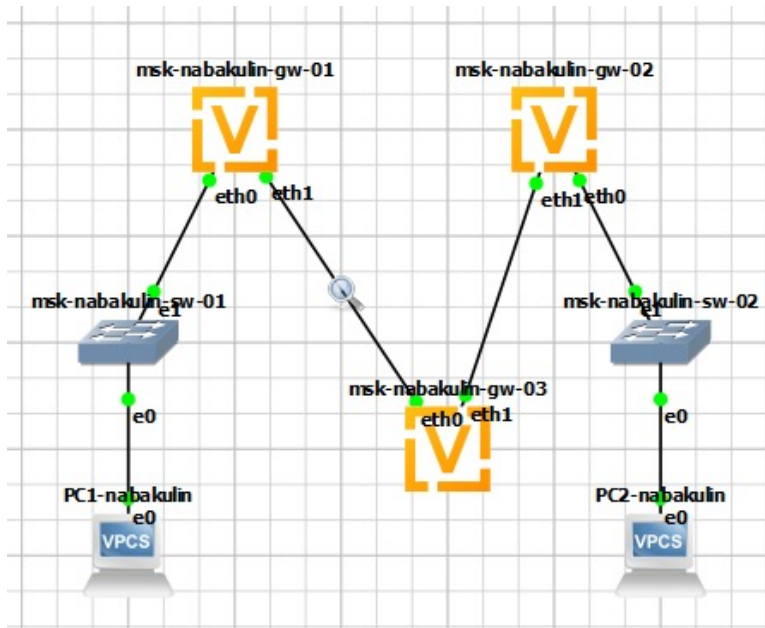 msk-nabakulin-gw-01
msk-nabakulin-gw-02
V
V
eth0
eth1
eth1
eth0
msk-nabakulin-sw-01
e1
msk-nabakulin-sw-02
e1
msk-nabakulin-gw-03
eth0
eth1
V
e0
e0
PC1-nabakulin
e0
VPCS
PC2-nabakulin
e0
VPCS